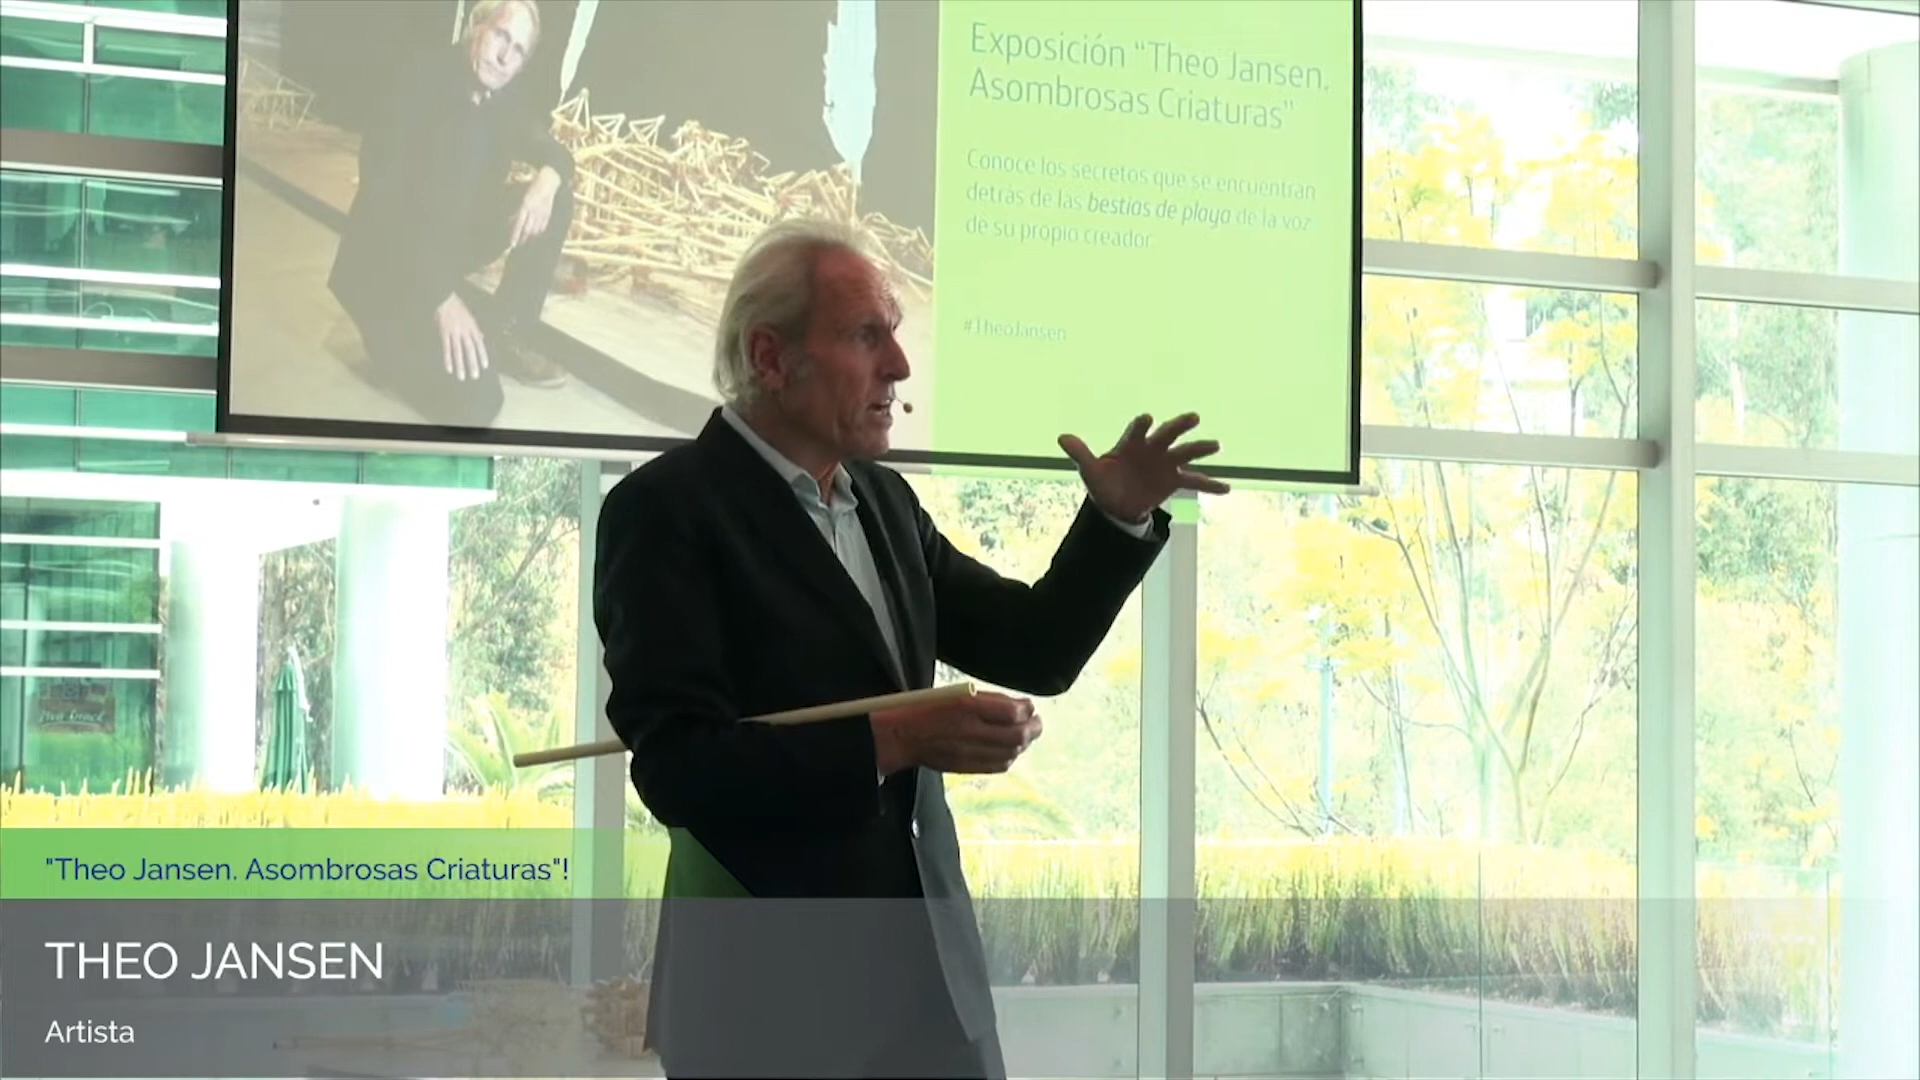 Exposición “Theo Jansen.
Asombrosas Criaturas”
Conoce los secretos que se encuentran
detrás de las bestias de playa de la voz
de su propio creador.
#TheoJansen
"Theo Jansen. Asombrosas Criaturas"!
THEO JANSEN
Artista